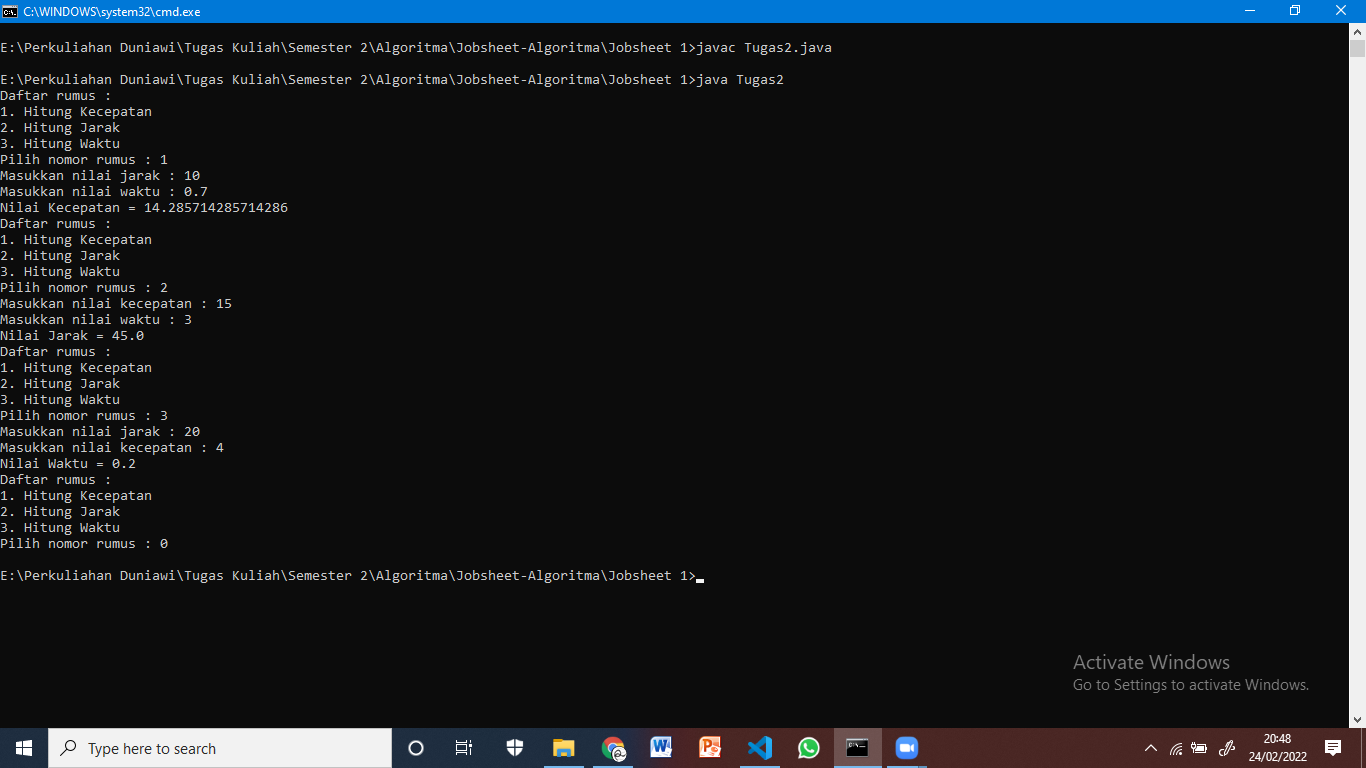 C:\WINDOWS\system32\cmd.exe
E:\Perkuliahan Duniawi\Tugas Kuliah\Semester 2\Algoritma\Jobsheet-Algoritma\Jobsheet 1>javac Tugas2.java
E:\Perkuliahan Duniawi\Tugas Kuliah\Semester 2\Algoritma\Jobsheet-Algoritma\Jobsheet 1>java Tugas2
Daftar rumus :
1. Hitung Kecepatan
2. Hitung Jarak
3. Hitung Waktu
Pilih nomor rumus : 1
Masukkan nilai jarak : 10
Masukkan nilai waktu : 0.7
Nilai Kecepatan = 14.285714285714286
Daftar rumus :
1. Hitung Kecepatan
2. Hitung Jarak
3. Hitung Waktu
Pilih nomor rumus : 2
Masukkan nilai kecepatan : 15
Masukkan nilai waktu : 3
Nilai Jarak = 45.0
Daftar rumus :
1. Hitung Kecepatan
2. Hitung Jarak
3. Hitung Waktu
Pilih nomor rumus : 3
Masukkan nilai jarak : 20
Masukkan nilai kecepatan : 4
Nilai Waktu = 0.2
Daftar rumus :
1. Hitung Kecepatan
2. Hitung Jarak
3. Hitung Waktu
Pilih nomor rumus : 0
E:\Perkuliahan Duniawi\Tugas Kuliah\Semester 2\Algoritma\Jobsheet-Algoritma\Jobsheet 1>
Activate Windows
Go to Settings to activate Windows.
Type here to search
20:48
24/02/2022